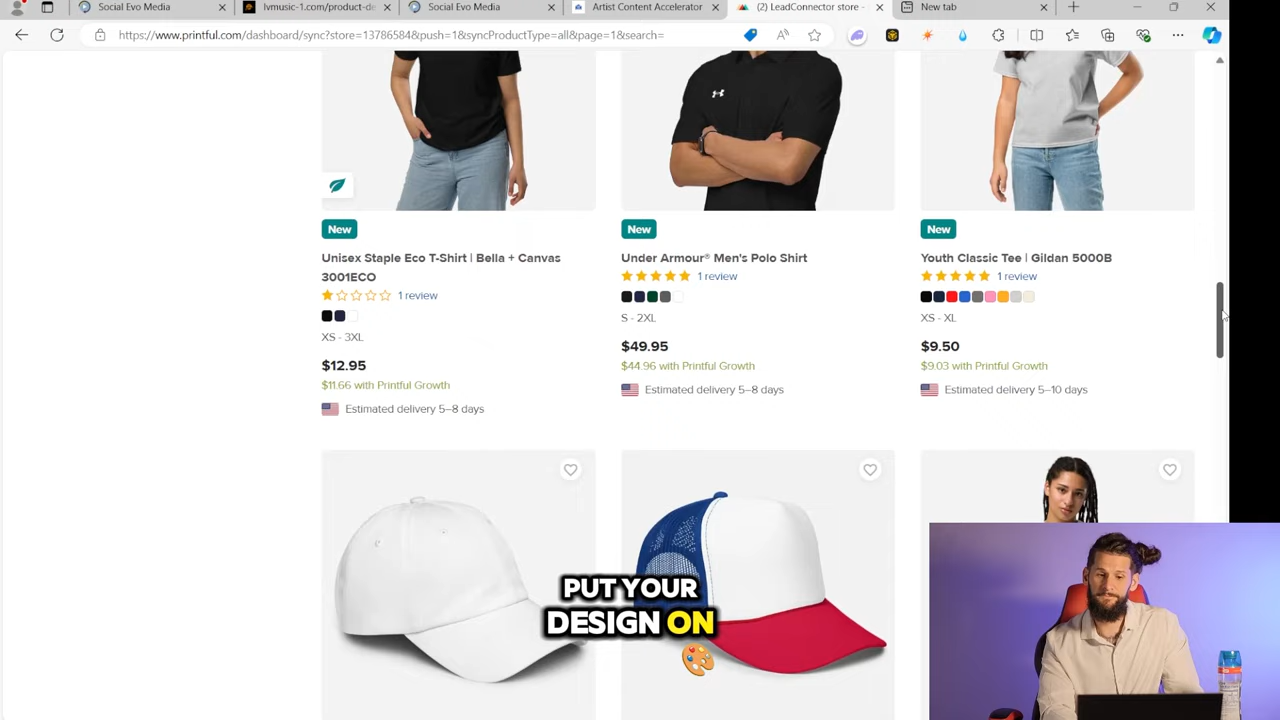 Social Evo Media
lvmusic-1.com/product-de
Social Evo Media
Artist Content Accelerator
(2) LeadConnector store -
New tab
https://www.printful.com/dashboard/sync?store=13786584&push=1&syncProductType=all&page=1&search=
New
New
New
Unisex Staple Eco T-Shirt | Bella + Canvas
3001ECO
1 review
XS - 3XL
$12.95
$11.66 with Printful Growth
Estimated delivery 5–8 days
Under Armour® Men's Polo Shirt
1 review
S - 2XL
$49.95
$44.96 with Printful Growth
Estimated delivery 5–8 days
Youth Classic Tee | Gildan 5000B
1 review
XS - XL
$9.50
$9.03 with Printful Growth
Estimated delivery 5–10 days
PUT YOUR
DESIGN ON